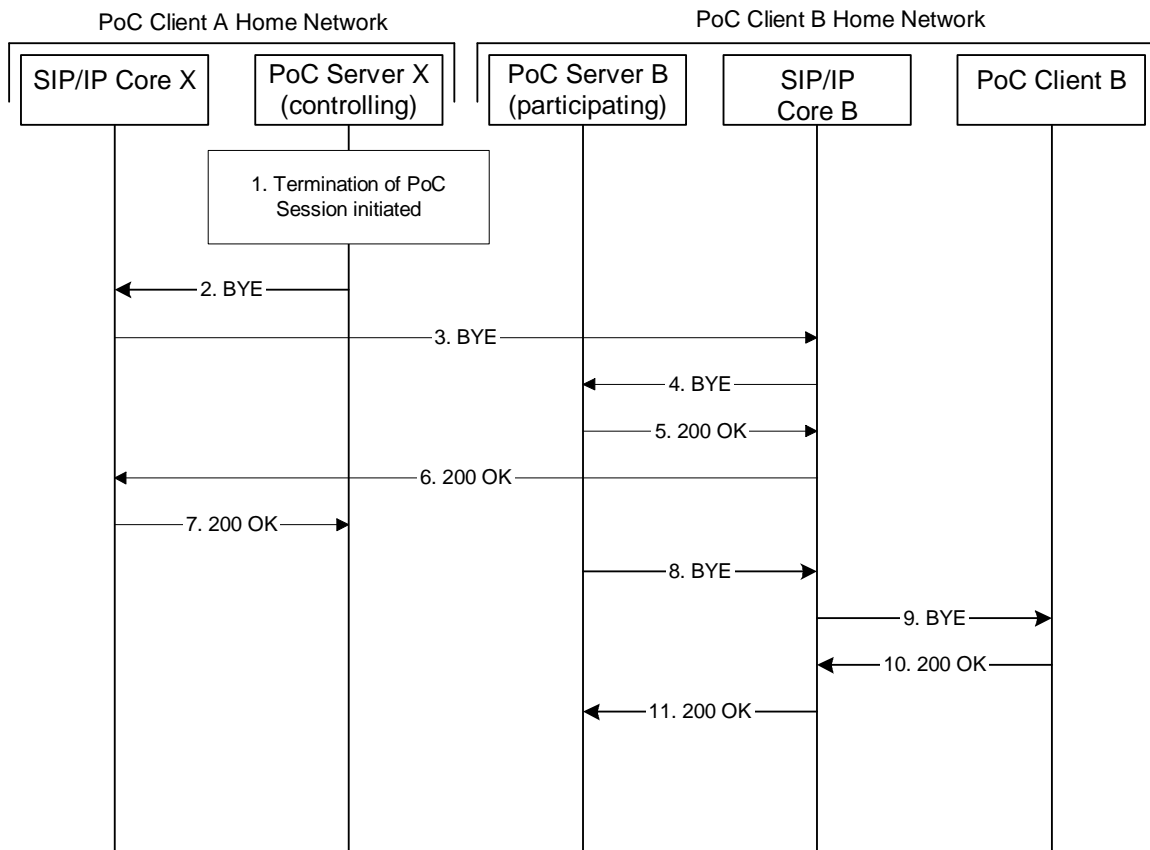 PoC Client A Home Network
PoC Client B Home Network
SIP/IP Core X
PoC Server X
(controlling)
PoC Server B
(participating)
SIP/IP
Core B
PoC Client B
1. Termination of PoC
Session initiated
2. BYE
3. BYE
4. BYE
5. 200 OK
6. 200 OK
7. 200 OK
8. BYE
9. BYE
10. 200 OK
11. 200 OK